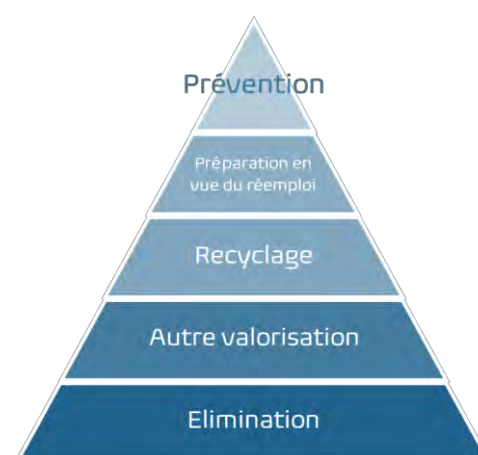 Prévention
Préparation en
vue du réemploi
Recyclage
Autre valorisation
Elimination